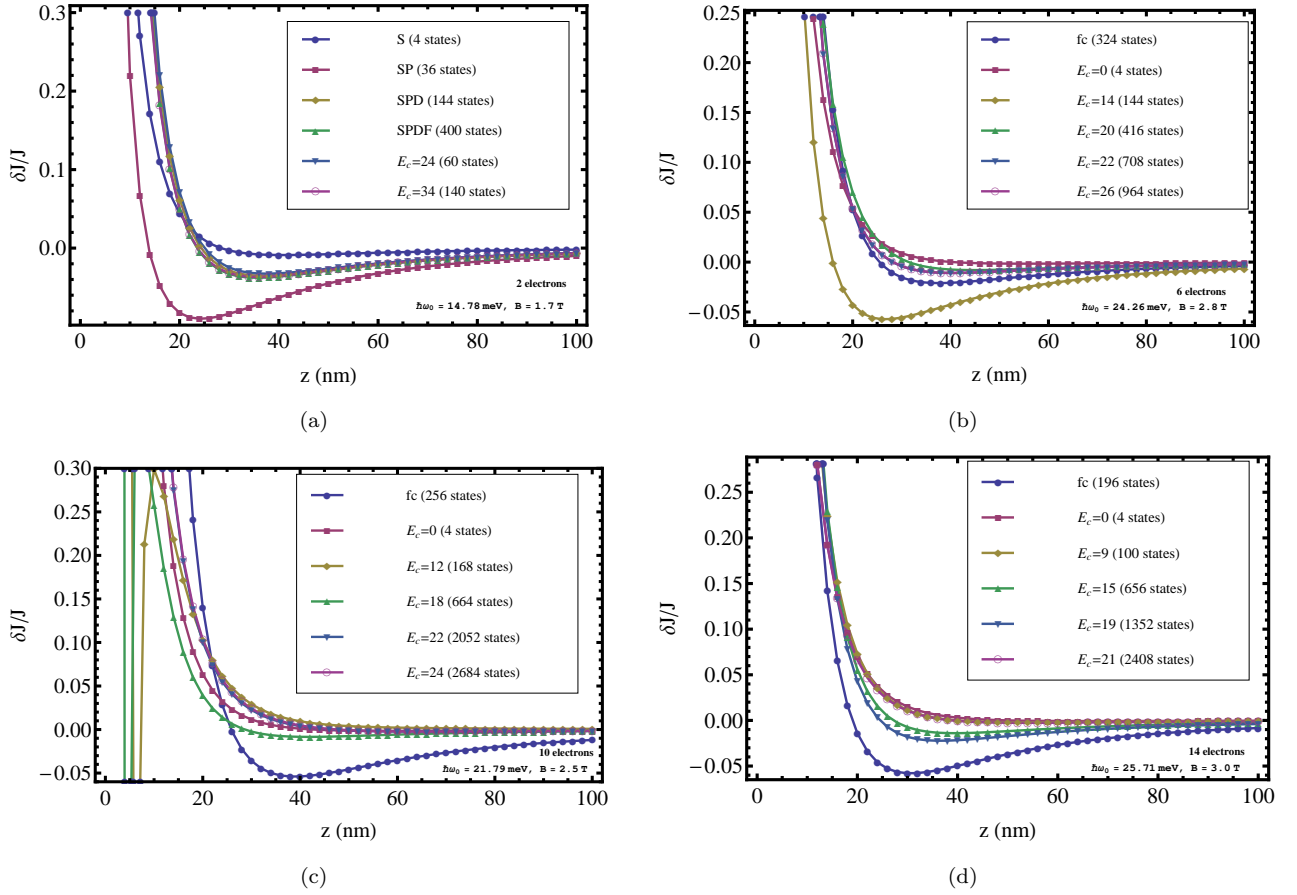 0.3
0.2
0.1
0.0
δJ/J
S (4 states)
SP (36 states)
SPD (144 states)
SPDF (400 states)
E_c=24 (60 states)
E_c=34 (140 states)
2 electrons
ħω₀ = 14.78 meV, B = 1.7 T
0 20 40 60 80 100
z (nm)
(a)
0.25
0.20
0.15
0.10
0.05
0.00
−0.05
δJ/J
fc (324 states)
E_c=0 (4 states)
E_c=14 (144 states)
E_c=20 (416 states)
E_c=22 (708 states)
E_c=26 (964 states)
6 electrons
ħω₀ = 24.26 meV, B = 2.8 T
0 20 40 60 80 100
z (nm)
(b)
0.30
0.25
0.20
0.15
0.10
0.05
0.00
−0.05
δJ/J
fc (256 states)
E_c=0 (4 states)
E_c=12 (168 states)
E_c=18 (664 states)
E_c=22 (2052 states)
E_c=24 (2684 states)
10 electrons
ħω₀ = 21.79 meV, B = 2.5 T
0 20 40 60 80 100
z (nm)
(c)
0.25
0.20
0.15
0.10
0.05
0.00
−0.05
δJ/J
fc (196 states)
E_c=0 (4 states)
E_c=9 (100 states)
E_c=15 (656 states)
E_c=19 (1352 states)
E_c=21 (2408 states)
14 electrons
ħω₀ = 25.71 meV, B = 3.0 T
0 20 40 60 80 100
z (nm)
(d)